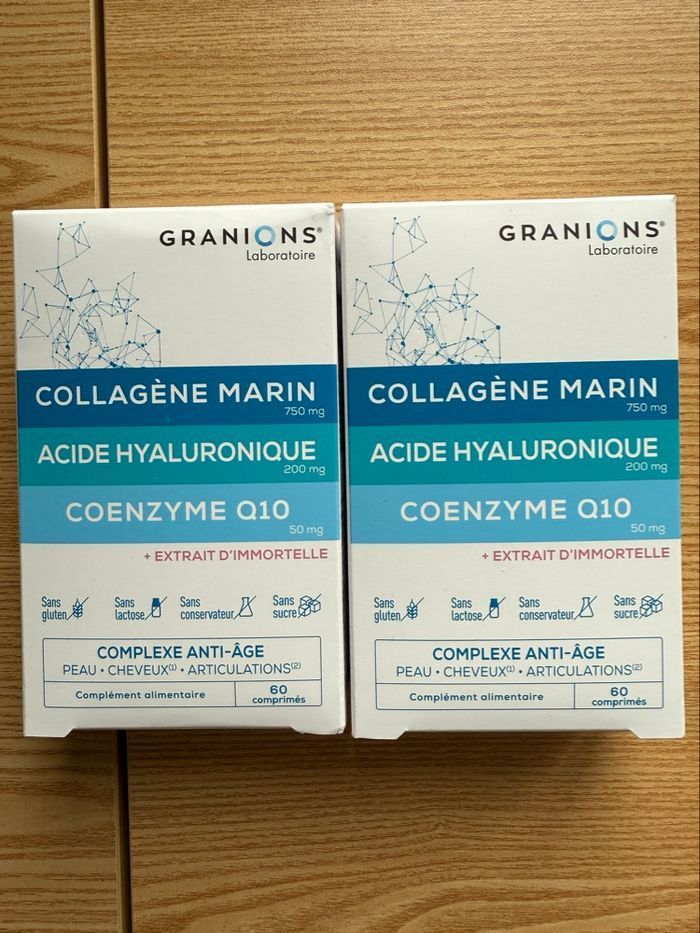 GRANIONS®
Laboratoire
COLLAGÈNE MARIN
750 mg
ACIDE HYALURONIQUE
200 mg
COENZYME Q10
50 mg
+ EXTRAIT D'IMMORTELLE
Sans gluten
Sans lactose
Sans conservateur
Sans sucre
COMPLEXE ANTI-ÂGE
PEAU • CHEVEUX⁽¹⁾ • ARTICULATIONS⁽²⁾
Complément alimentaire
60
comprimés
GRANIONS®
Laboratoire
COLLAGÈNE MARIN
750 mg
ACIDE HYALURONIQUE
200 mg
COENZYME Q10
50 mg
+ EXTRAIT D'IMMORTELLE
Sans gluten
Sans lactose
Sans conservateur
Sans sucre
COMPLEXE ANTI-ÂGE
PEAU • CHEVEUX⁽¹⁾ • ARTICULATIONS⁽²⁾
Complément alimentaire
60
comprimés